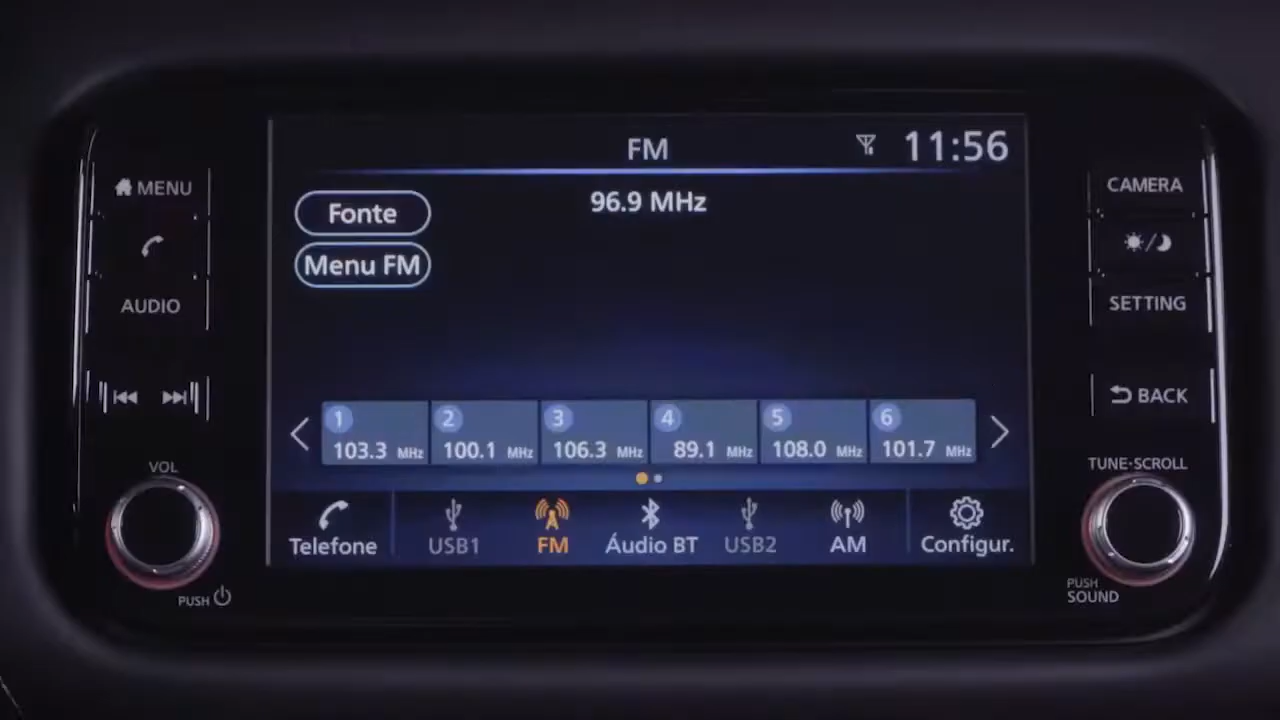 FM
11:56
MENU
CAMERA
Fonte
96.9 MHz
Menu FM
AUDIO
SETTING
BACK
1 2 3 4 5 6
103.3 MHz 100.1 MHz 106.3 MHz 89.1 MHz 108.0 MHz 101.7 MHz
VOL
TUNE·SCROLL
Telefone USB1 FM Áudio BT USB2 AM Configur.
PUSH
PUSH
SOUND